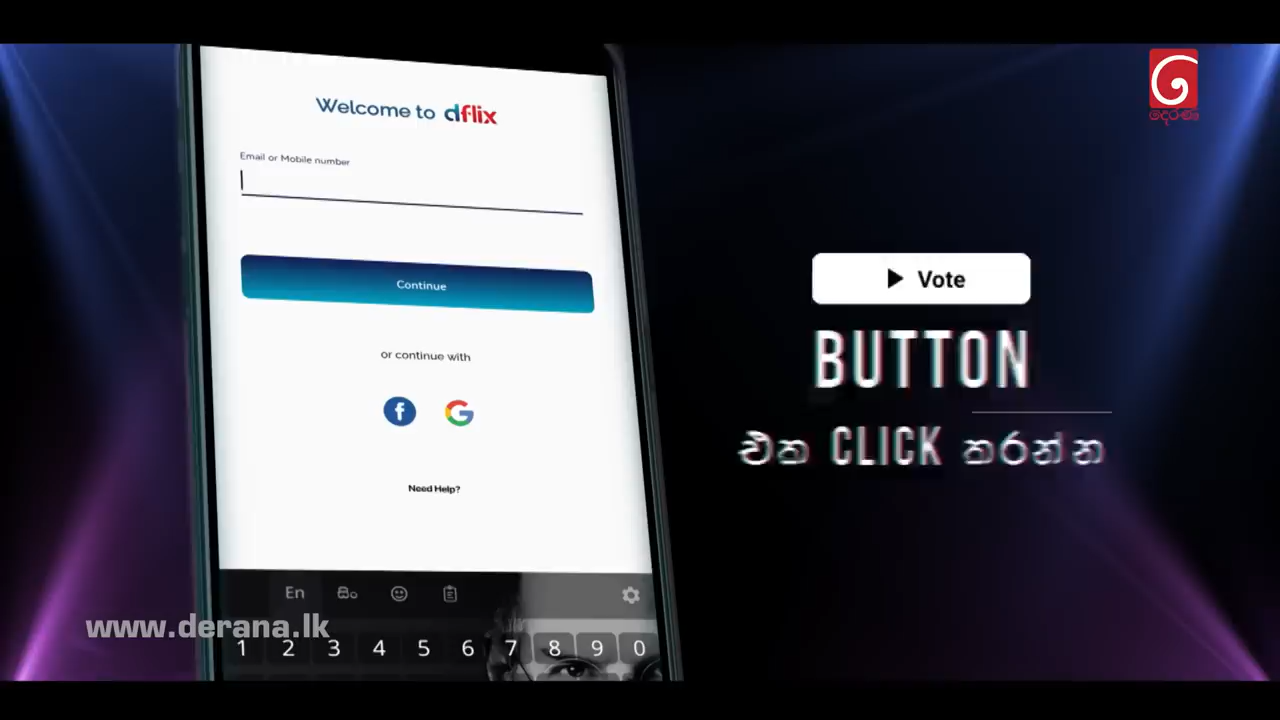 Welcome to dflix
Email or Mobile number
Continue
or continue with
Need Help?
En සිං
1 2 3 4 5 6 7 8 9 0
www.derana.lk
දෙරණ
Vote
BUTTON
එක CLICK කරන්න